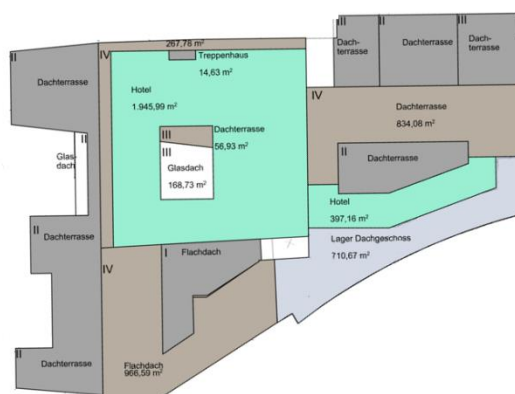 267,78 m²
IV
Treppenhaus
14,63 m²
III
II
III
Dach-
terrasse
Dachterrasse
Dach-
terrasse
II
Dachterrasse
Hotel
1.945,99 m²
IV
Dachterrasse
834,08 m²
III
Dachterrasse
56,93 m²
III
Glasdach
168,73 m²
II
Glas-
dach
II
Dachterrasse
Hotel
397,16 m²
II
Dachterrasse
Lager Dachgeschoss
710,67 m²
IV
I
Flachdach
II
Dachterrasse
Flachdach
966,59 m²